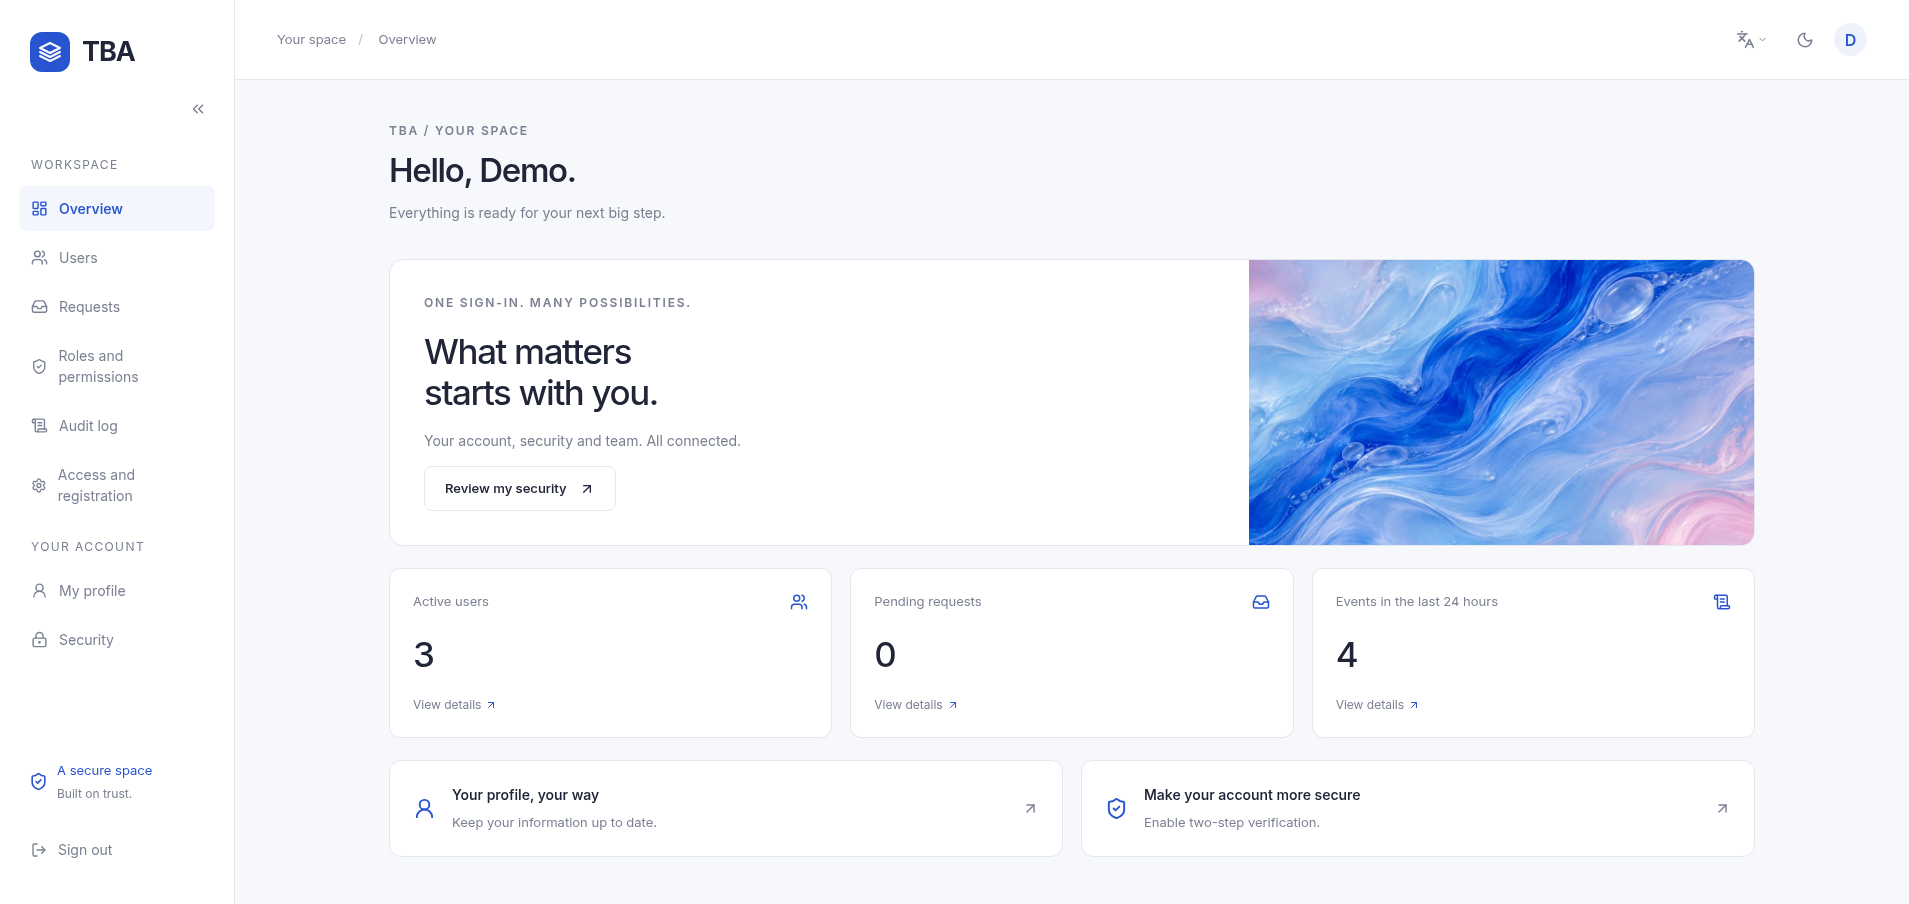 TBA
WORKSPACE
Overview
Users
Requests
Roles and
permissions
Audit log
Access and
registration
YOUR ACCOUNT
My profile
Security
A secure space
Built on trust.
Sign out
Your space / Overview
D
TBA / YOUR SPACE
Hello, Demo.
Everything is ready for your next big step.
ONE SIGN-IN. MANY POSSIBILITIES.
What matters
starts with you.
Your account, security and team. All connected.
Review my security
Active users
3
View details
Pending requests
0
View details
Events in the last 24 hours
4
View details
Your profile, your way
Keep your information up to date.
Make your account more secure
Enable two-step verification.